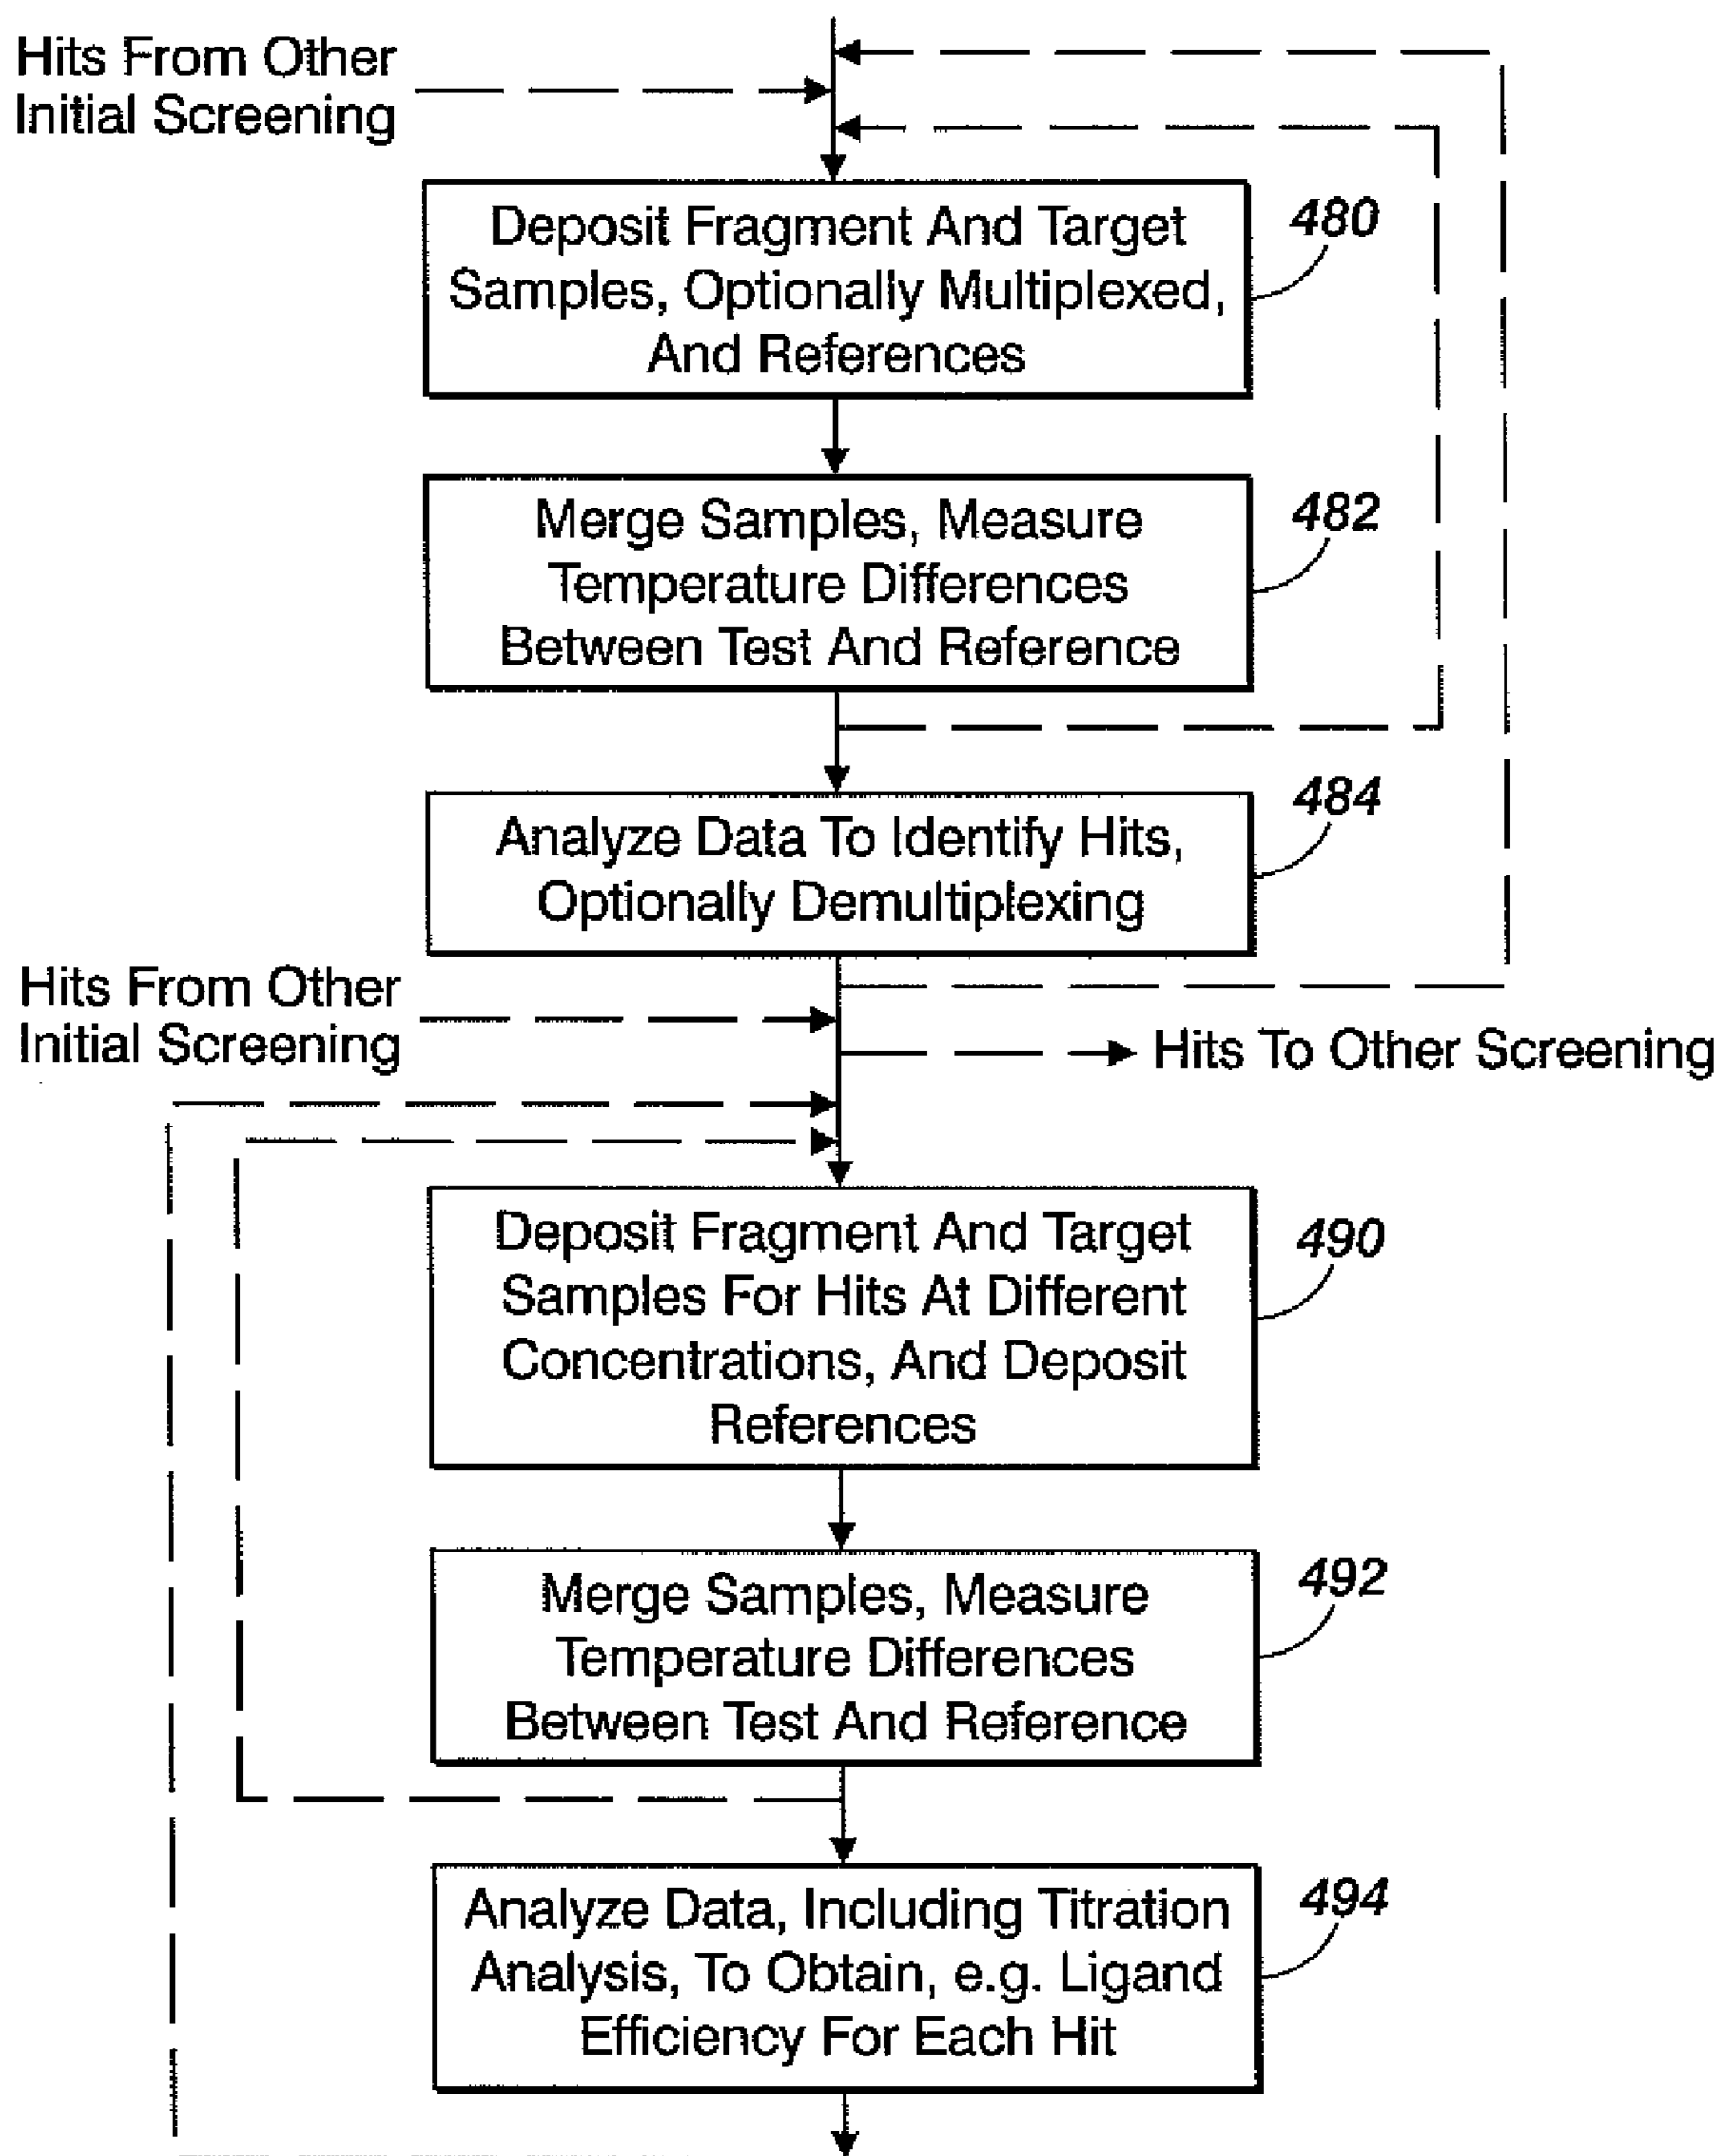 Hits From Other
Initial Screening
Deposit Fragment And Target
Samples, Optionally Multiplexed,
And References
480
Merge Samples, Measure
Temperature Differences
Between Test And Reference
482
Analyze Data To Identify Hits,
Optionally Demultiplexing
484
Hits From Other
Initial Screening
Hits To Other Screening
Deposit Fragment And Target
Samples For Hits At Different
Concentrations, And Deposit
References
490
Merge Samples, Measure
Temperature Differences
Between Test And Reference
492
Analyze Data, Including Titration
Analysis, To Obtain, e.g. Ligand
Efficiency For Each Hit
494